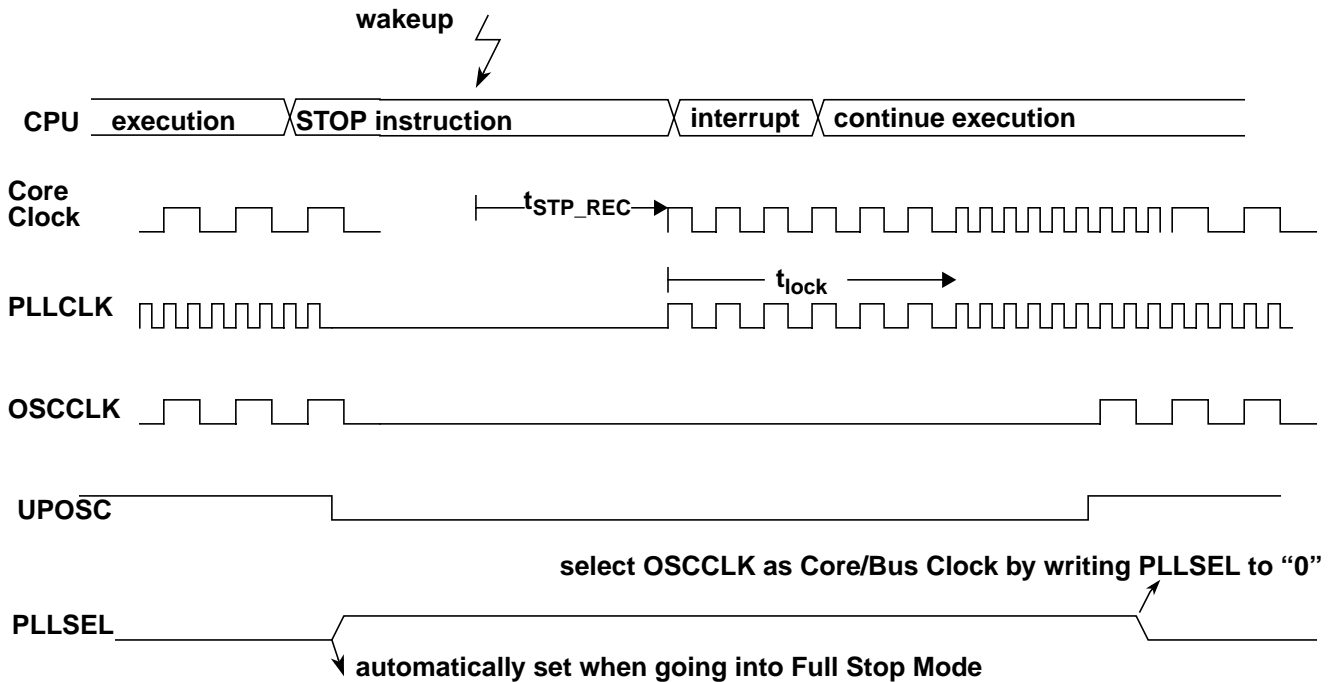 wakeup
CPU execution STOP instruction interrupt continue execution
Core
Clock
tSTP_REC
tlock
PLLCLK
OSCCLK
UPOSC
select OSCCLK as Core/Bus Clock by writing PLLSEL to “0”
PLLSEL
automatically set when going into Full Stop Mode